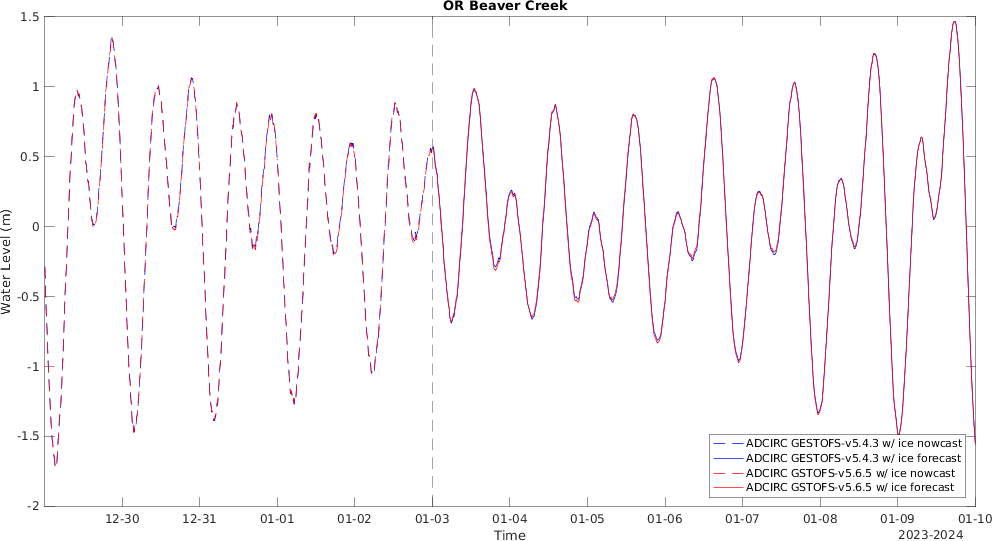 OR Beaver Creek
1.5
1
0.5
0
-0.5
-1
-1.5
-2
Water Level (m)
12-30 12-31 01-01 01-02 01-03 01-04 01-05 01-06 01-07 01-08 01-09 01-10
Time
2023-2024
ADCIRC GESTOFS-v5.4.3 w/ ice nowcast
ADCIRC GESTOFS-v5.4.3 w/ ice forecast
ADCIRC GSTOFS-v5.6.5 w/ ice nowcast
ADCIRC GSTOFS-v5.6.5 w/ ice forecast